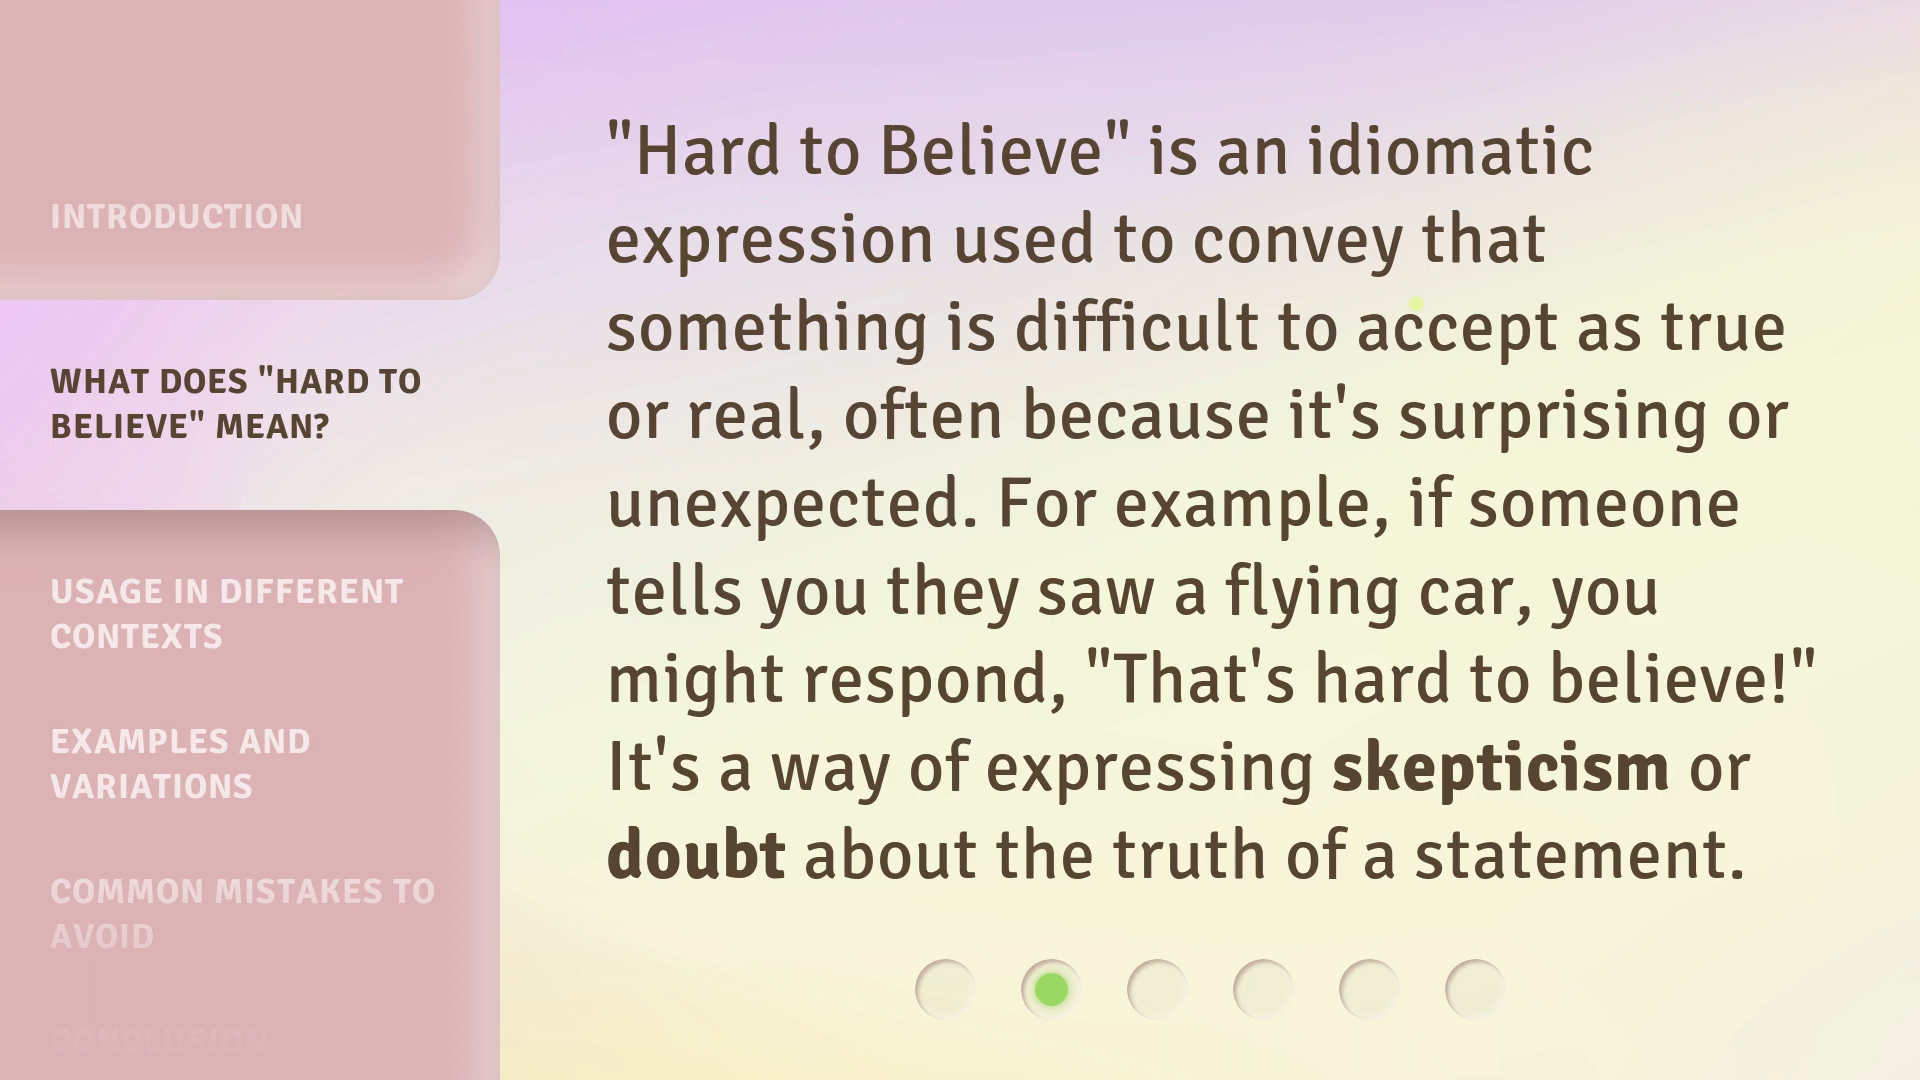 INTRODUCTION
WHAT DOES "HARD TO
BELIEVE" MEAN?
USAGE IN DIFFERENT
CONTEXTS
EXAMPLES AND
VARIATIONS
COMMON MISTAKES TO
AVOID
CONCLUSION
"Hard to Believe" is an idiomatic
expression used to convey that
something is difficult to accept as true
or real, often because it's surprising or
unexpected. For example, if someone
tells you they saw a flying car, you
might respond, "That's hard to believe!"
It's a way of expressing skepticism or
doubt about the truth of a statement.